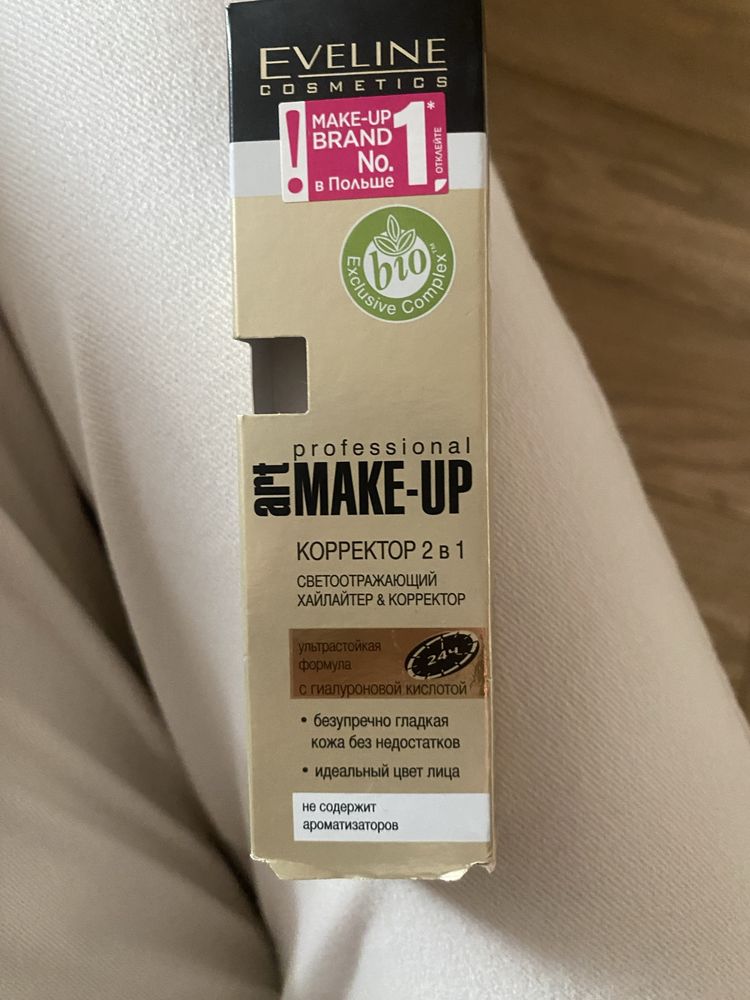 EVELINE
COSMETICS
!
MAKE-UP
BRAND
No. 1*
в Польше
ОТКЛЕЙТЕ
bio™
Exclusive Complex
professional
art MAKE-UP
КОРРЕКТОР 2 в 1
СВЕТООТРАЖАЮЩИЙ
ХАЙЛАЙТЕР & КОРРЕКТОР
ультрастойкая
формула
24ч
с гиалуроновой кислотой
• безупречно гладкая
кожа без недостатков
• идеальный цвет лица
не содержит
ароматизаторов